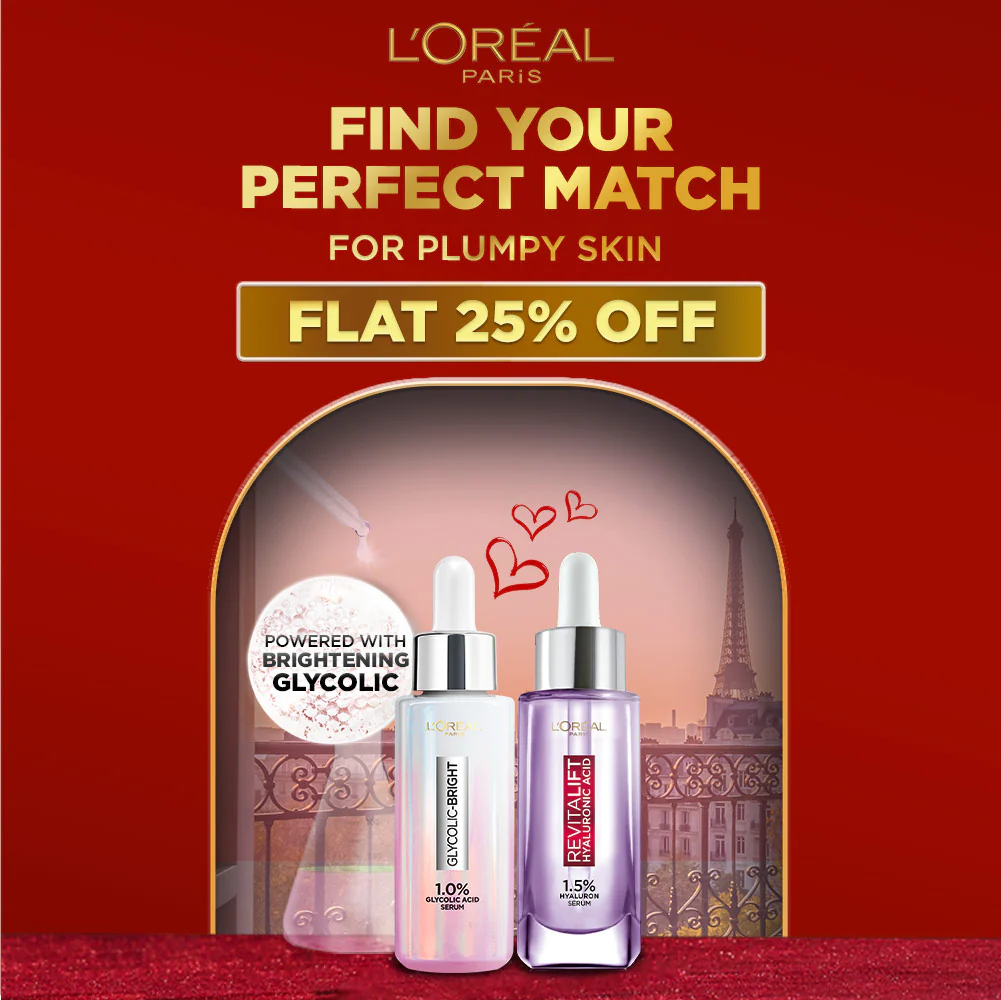 L'ORÉAL
PARiS
FIND YOUR
PERFECT MATCH
FOR PLUMPY SKIN
FLAT 25% OFF
POWERED WITH
BRIGHTENING
GLYCOLIC
L'ORÉAL
PARIS
GLYCOLIC-BRIGHT
1.0%
GLYCOLIC ACID
SERUM
L'ORÉAL
PARIS
REVITALIFT
HYALURONIC ACID
1.5%
HYALURON
SERUM